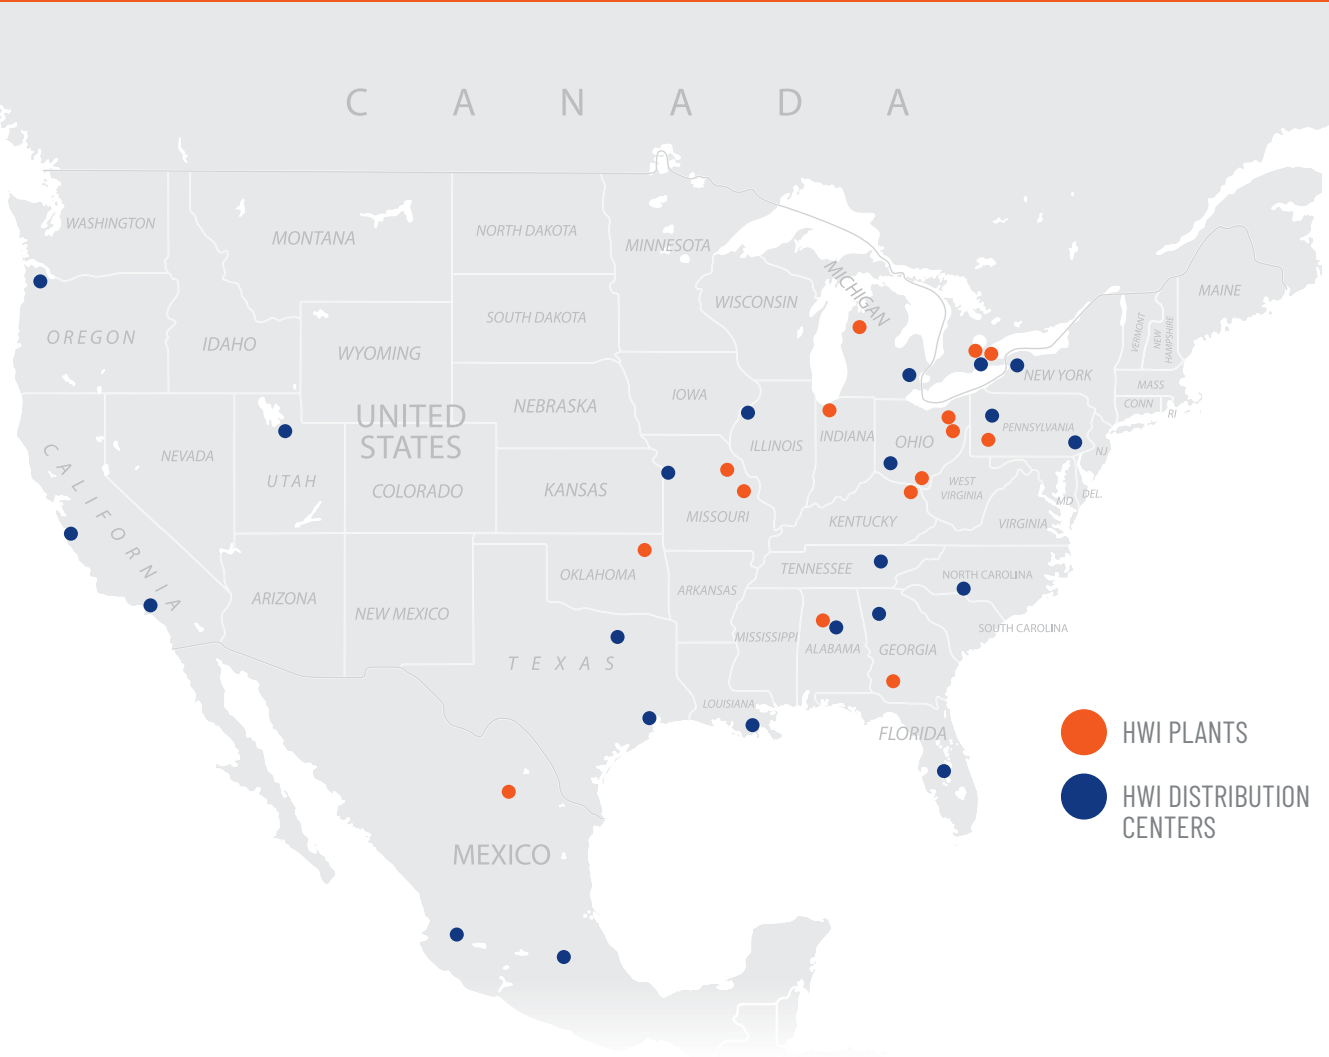 CANADA
WASHINGTON
MONTANA
NORTH DAKOTA
MINNESOTA
MICHIGAN
WISCONSIN
MAINE
VERMONT
NEW
HAMPSHIRE
OREGON
IDAHO
WYOMING
SOUTH DAKOTA
NEW YORK
MASS
CONN
RI
IOWA
NEBRASKA
UNITED
STATES
ILLINOIS
INDIANA
OHIO
PENNSYLVANIA
NJ
CALIFORNIA
NEVADA
UTAH
COLORADO
KANSAS
MISSOURI
WEST
VIRGINIA
MD
DEL.
KENTUCKY
VIRGINIA
ARIZONA
NEW MEXICO
OKLAHOMA
ARKANSAS
TENNESSEE
NORTH CAROLINA
SOUTH CAROLINA
TEXAS
MISSISSIPPI
ALABAMA
GEORGIA
LOUISIANA
FLORIDA
MEXICO
HWI PLANTS
HWI DISTRIBUTION
CENTERS